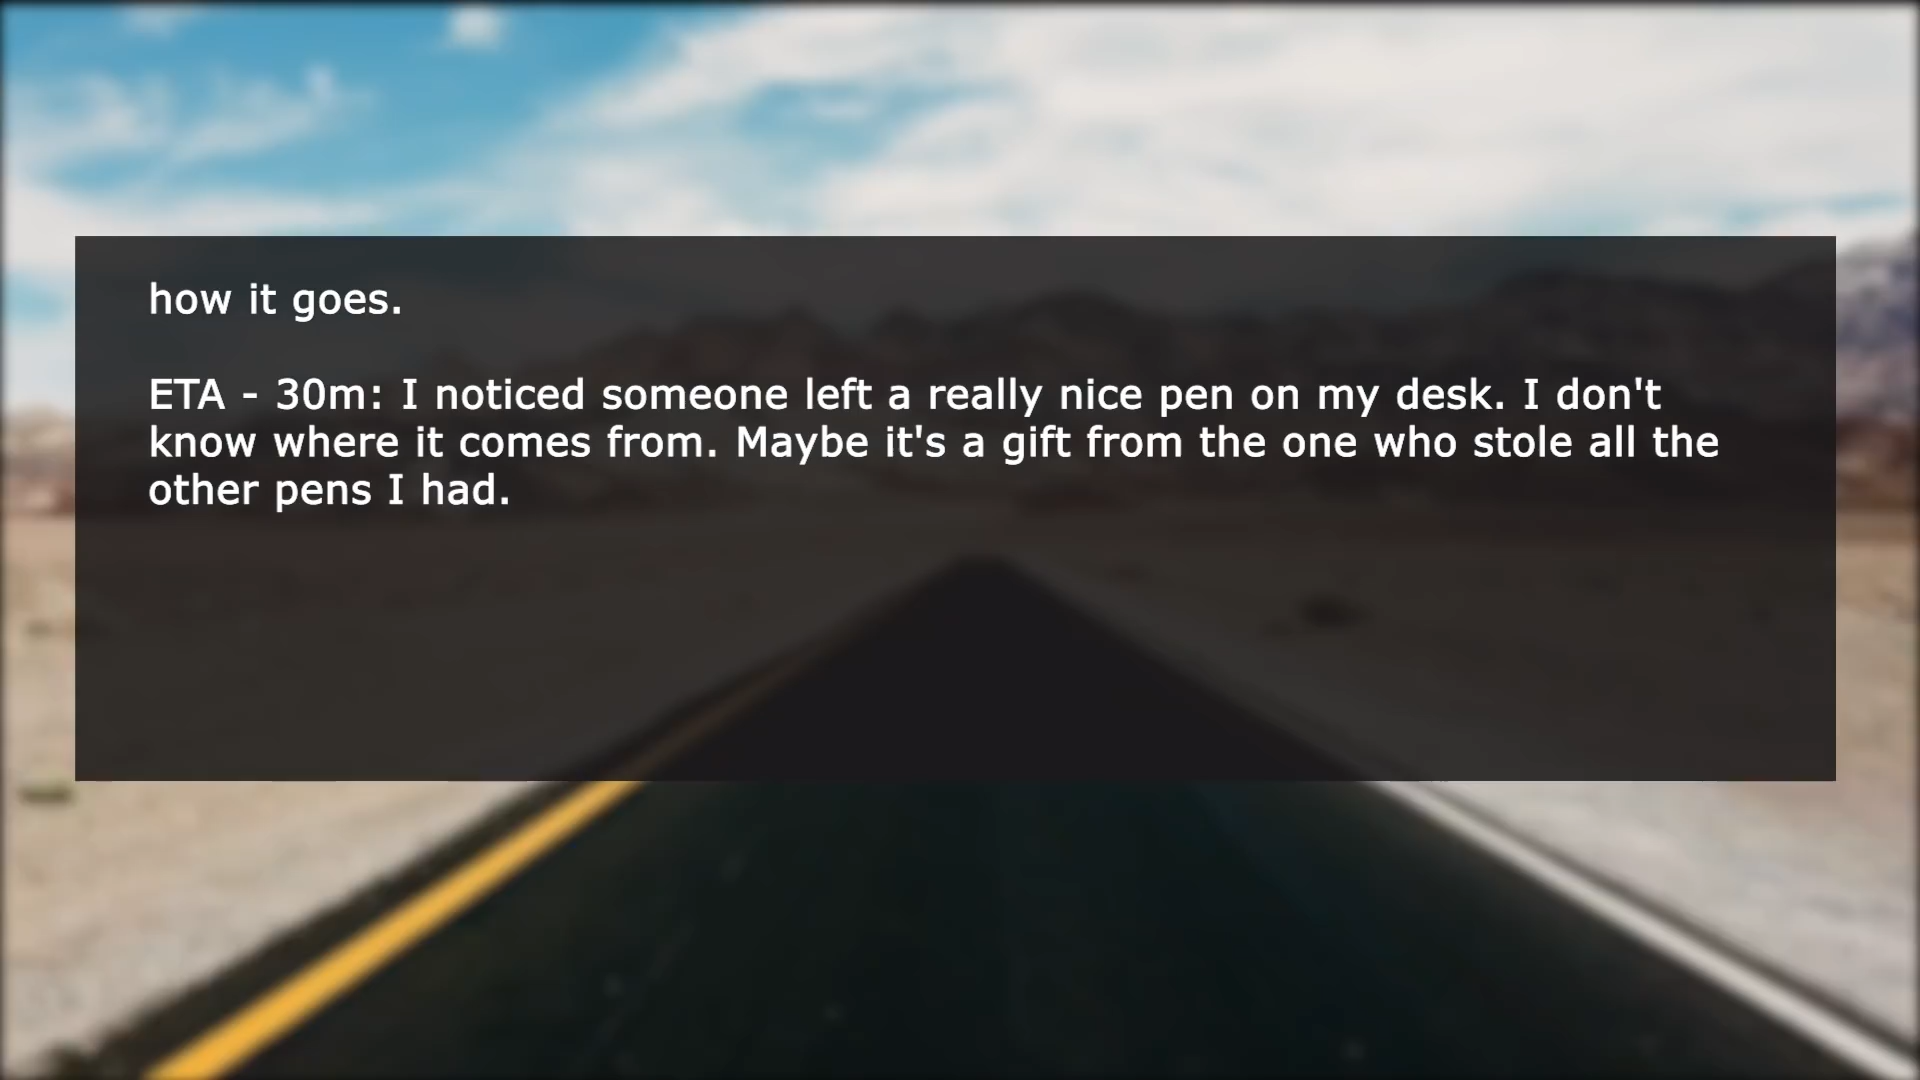 how it goes.
ETA - 30m: I noticed someone left a really nice pen on my desk. I don't
know where it comes from. Maybe it's a gift from the one who stole all the
other pens I had.